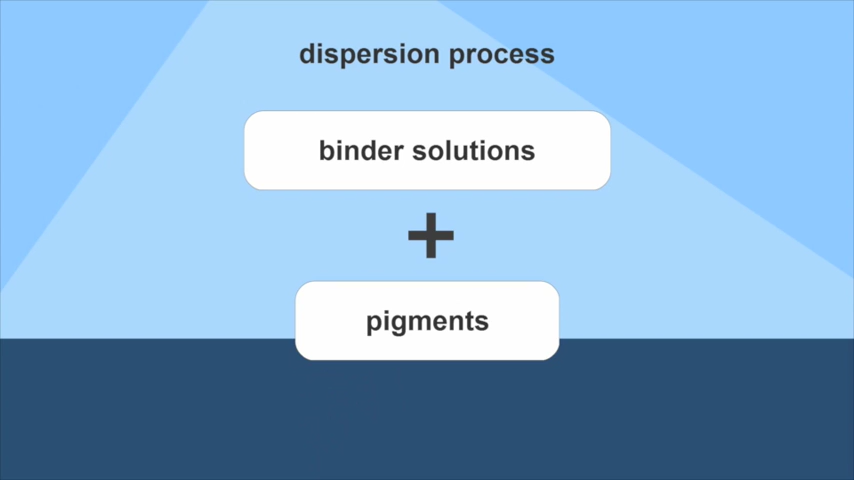 dispersion process
binder solutions
+
pigments